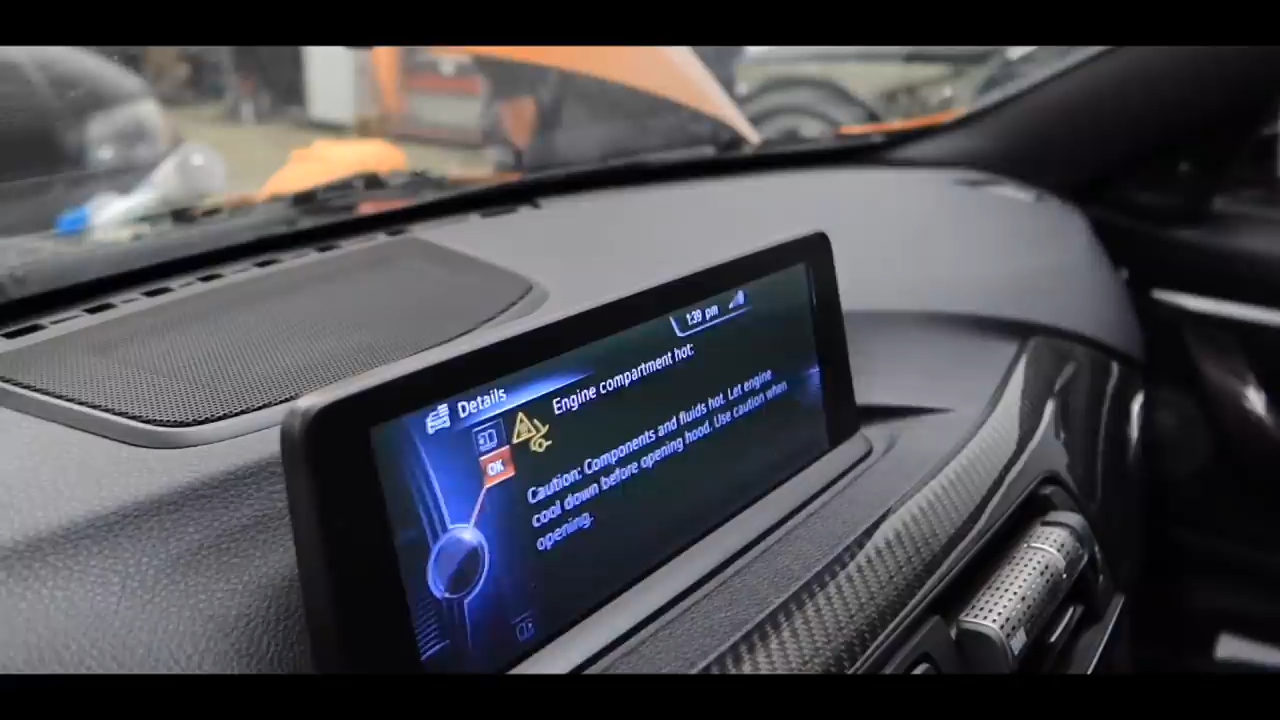 1:39 pm
Details
Engine compartment hot:
OK
Caution: Components and fluids hot. Let engine
cool down before opening hood. Use caution when
opening.